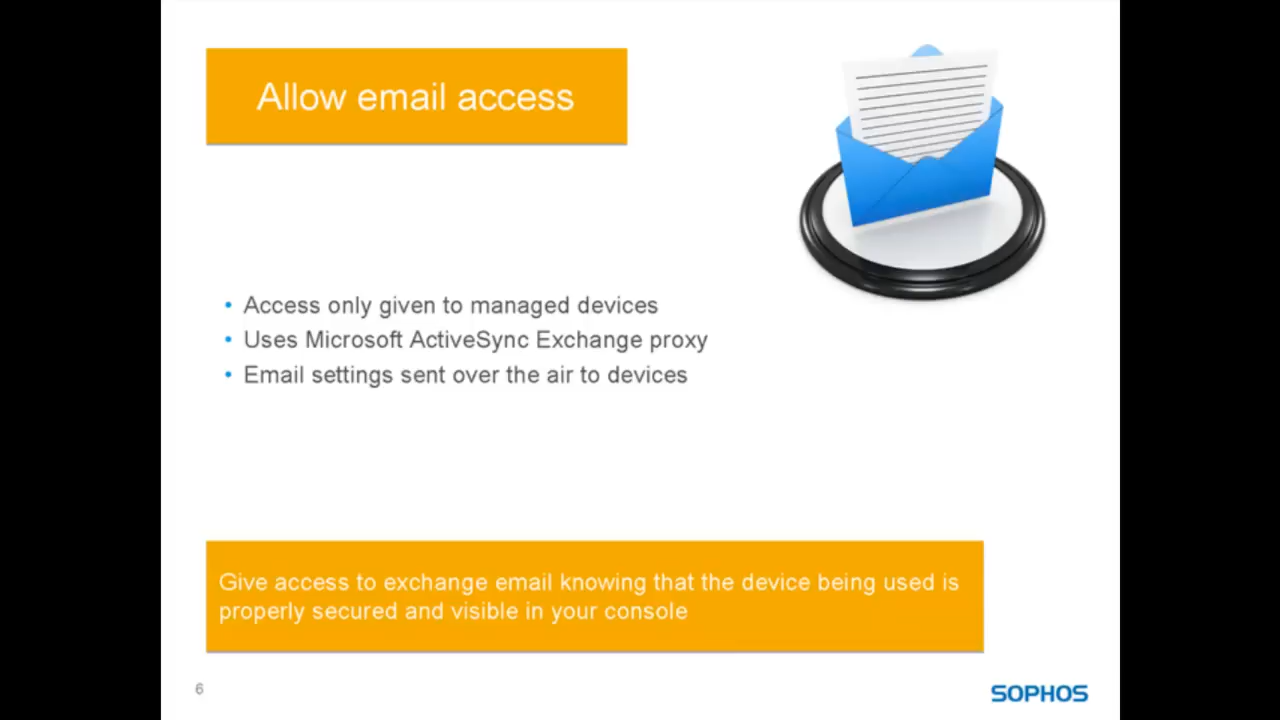 Allow email access
• Access only given to managed devices
• Uses Microsoft ActiveSync Exchange proxy
• Email settings sent over the air to devices
Give access to exchange email knowing that the device being used is
properly secured and visible in your console
6
SOPHOS